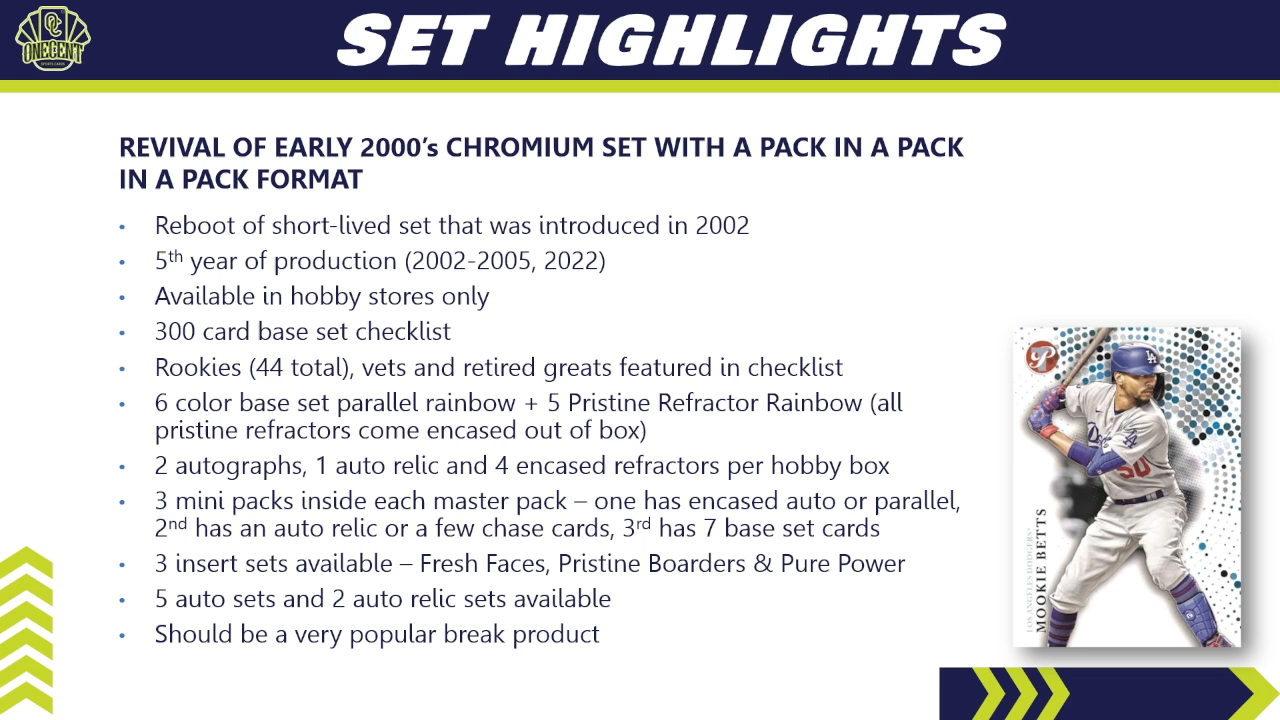 OC
ONECENT
SPORTS CARDS
SET HIGHLIGHTS
REVIVAL OF EARLY 2000's CHROMIUM SET WITH A PACK IN A PACK
IN A PACK FORMAT
• Reboot of short-lived set that was introduced in 2002
• 5th year of production (2002-2005, 2022)
• Available in hobby stores only
• 300 card base set checklist
• Rookies (44 total), vets and retired greats featured in checklist
• 6 color base set parallel rainbow + 5 Pristine Refractor Rainbow (all
pristine refractors come encased out of box)
• 2 autographs, 1 auto relic and 4 encased refractors per hobby box
• 3 mini packs inside each master pack – one has encased auto or parallel,
2nd has an auto relic or a few chase cards, 3rd has 7 base set cards
• 3 insert sets available – Fresh Faces, Pristine Boarders & Pure Power
• 5 auto sets and 2 auto relic sets available
• Should be a very popular break product
P
LA
Dodgers
50
LOS ANGELES DODGERS
MOOKIE BETTS